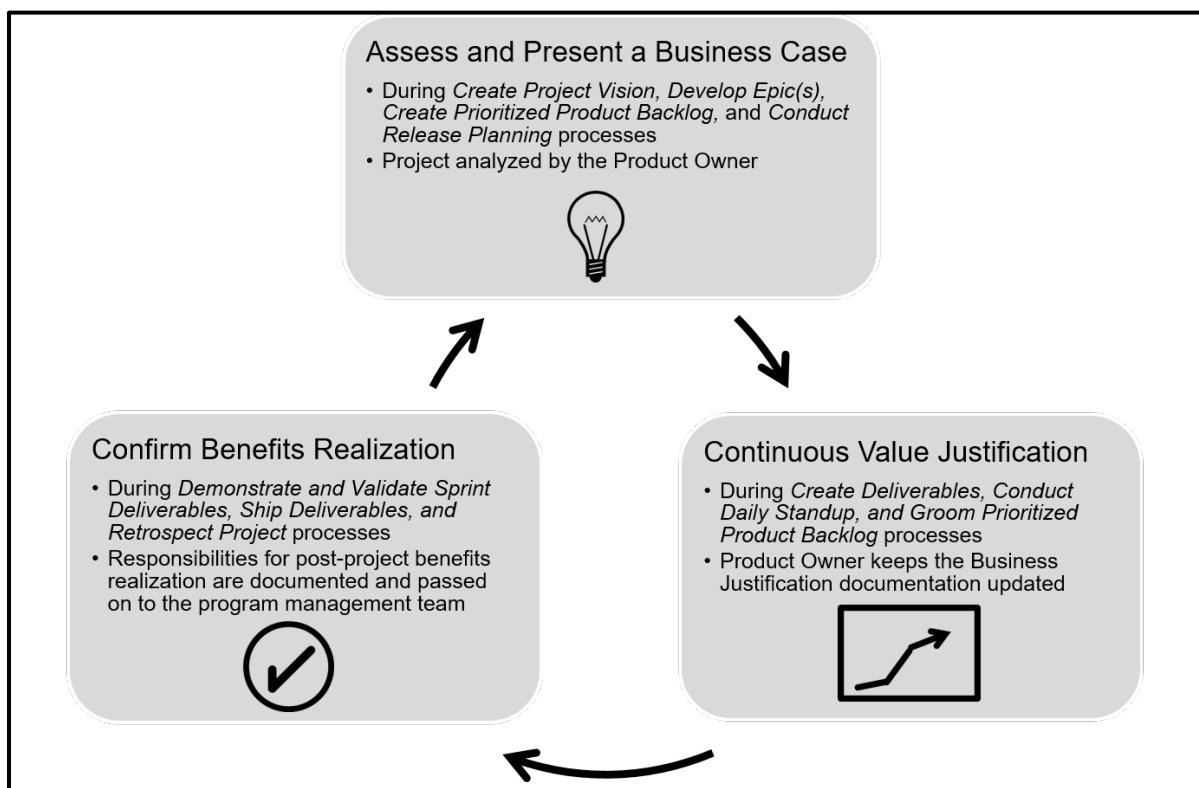 Assess and Present a Business Case
• During Create Project Vision, Develop Epic(s),
Create Prioritized Product Backlog, and Conduct
Release Planning processes
• Project analyzed by the Product Owner
Confirm Benefits Realization
• During Demonstrate and Validate Sprint
Deliverables, Ship Deliverables, and
Retrospect Project processes
• Responsibilities for post-project benefits
realization are documented and passed
on to the program management team
Continuous Value Justification
• During Create Deliverables, Conduct
Daily Standup, and Groom Prioritized
Product Backlog processes
• Product Owner keeps the Business
Justification documentation updated